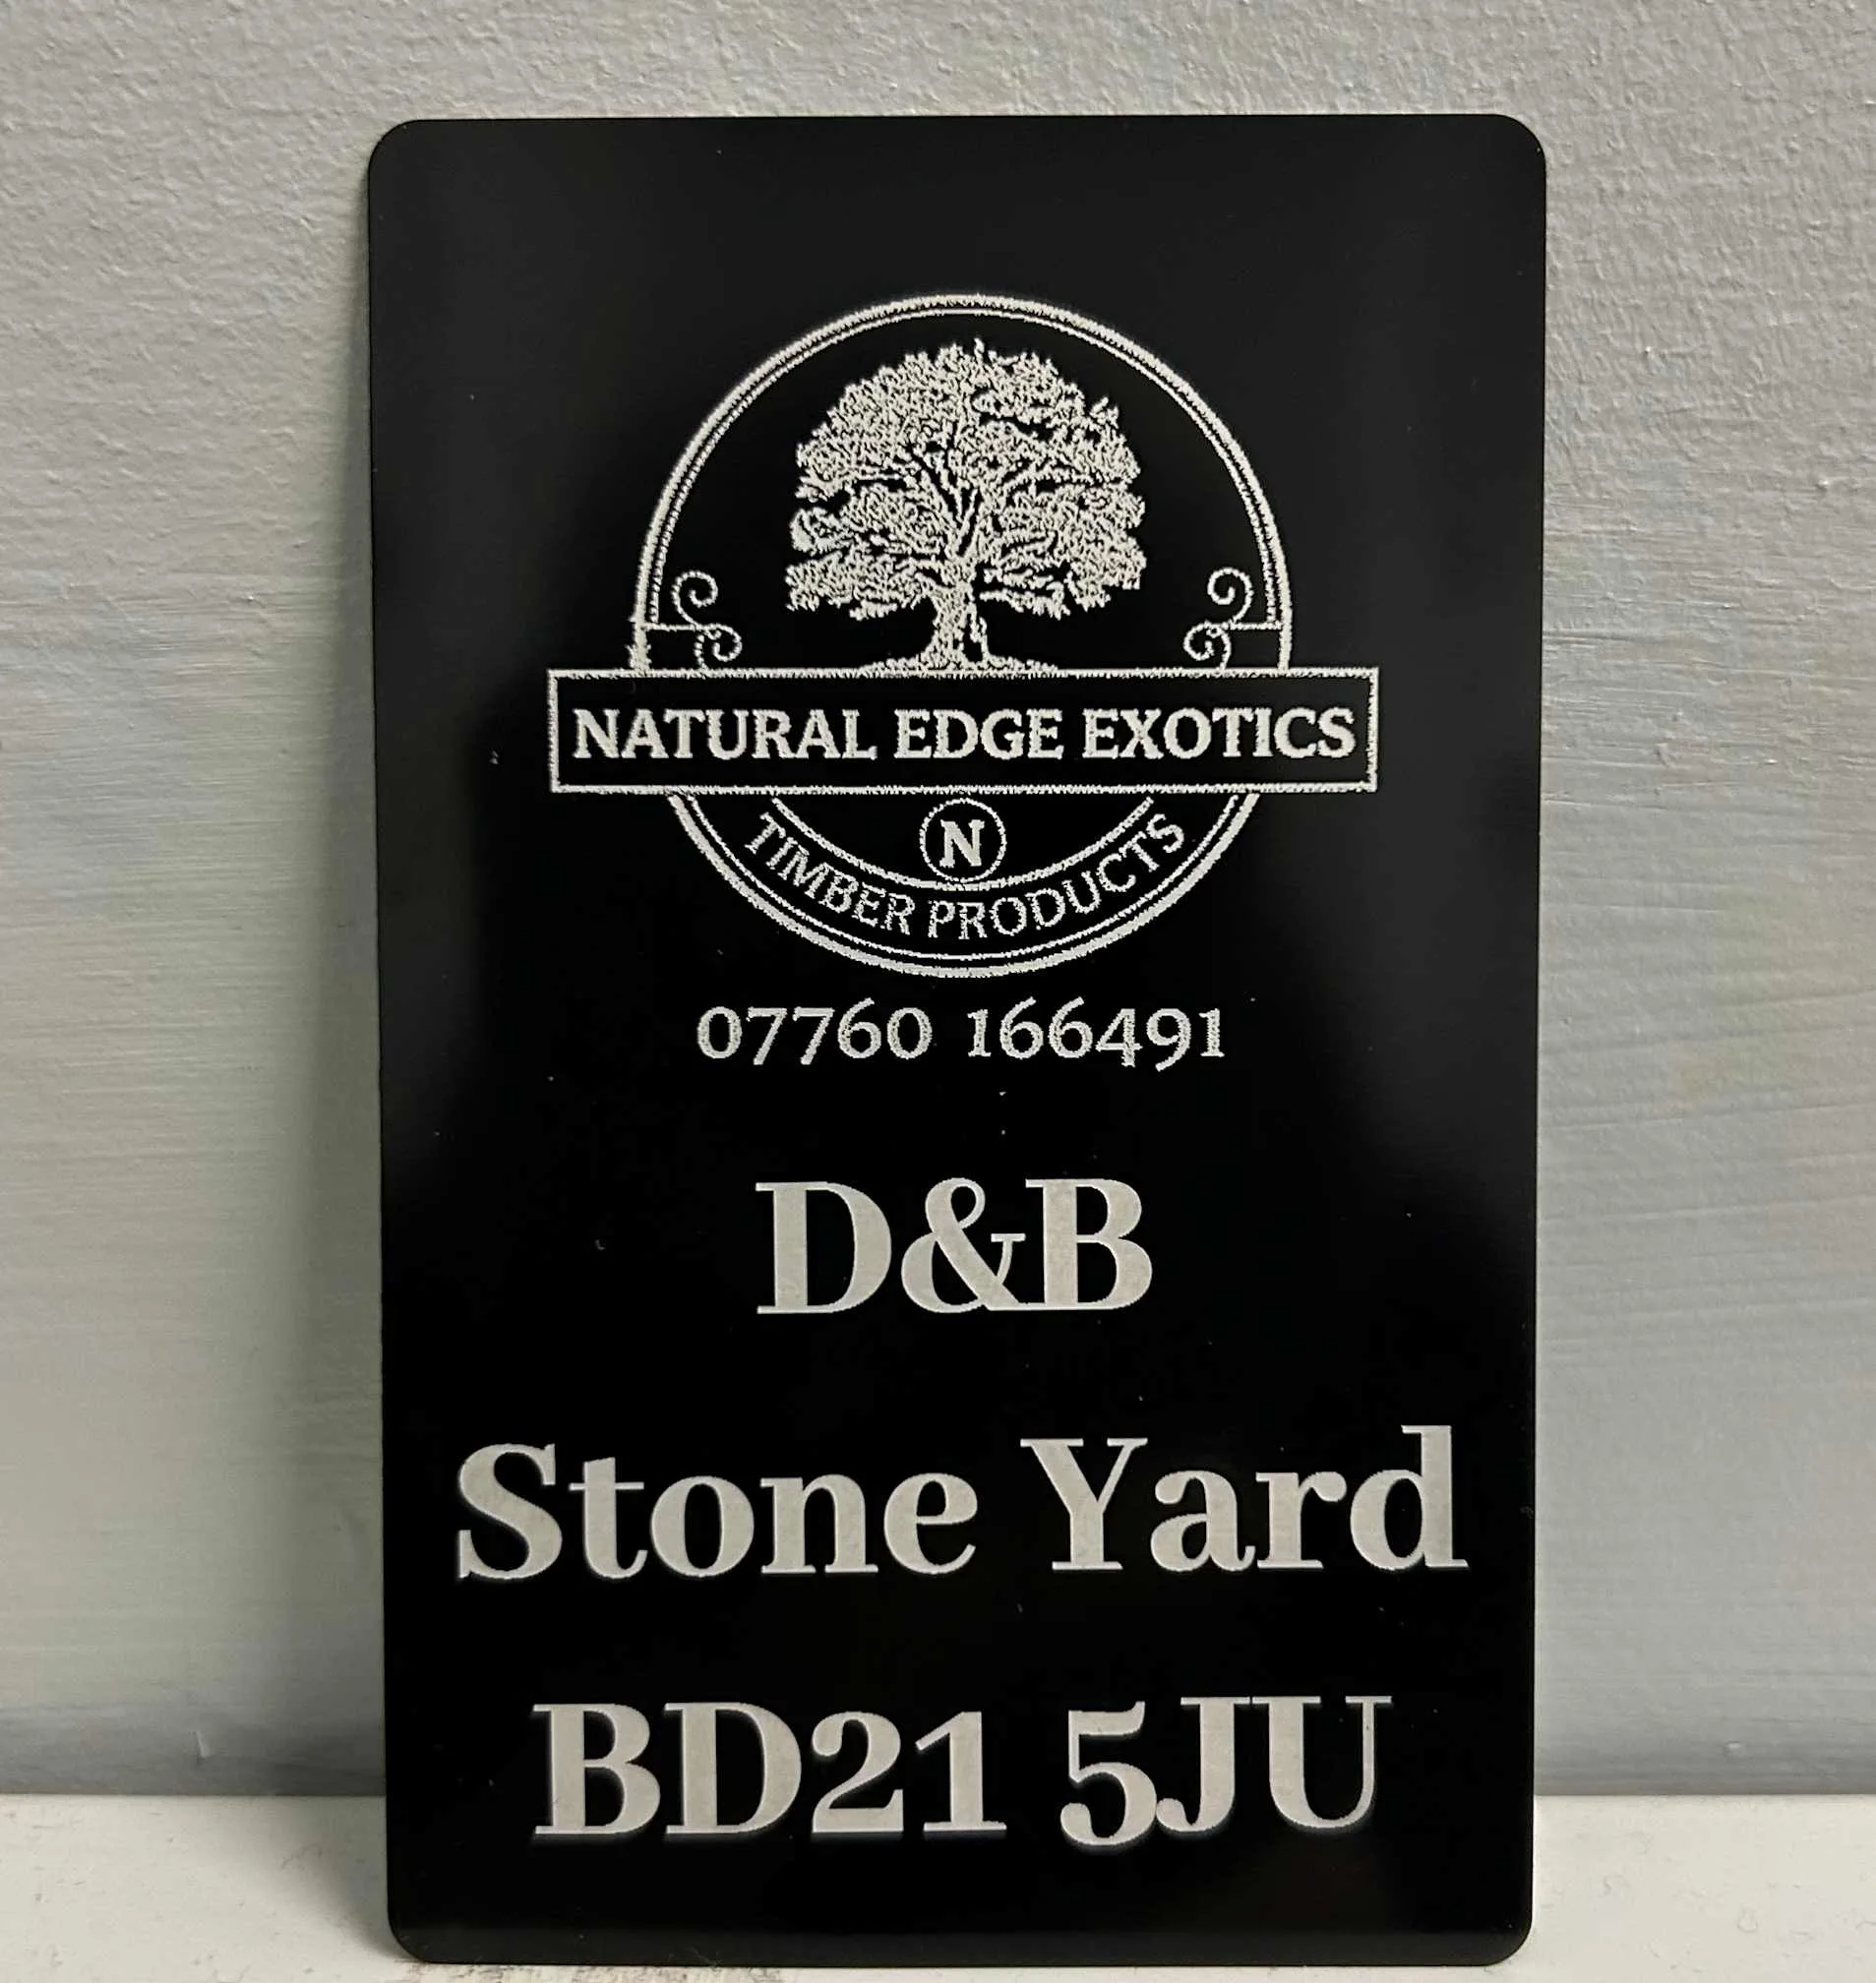 NATURAL EDGE EXOTICS
N
TIMBER PRODUCTS
07760 166491
D&B
Stone Yard
BD21 5JU